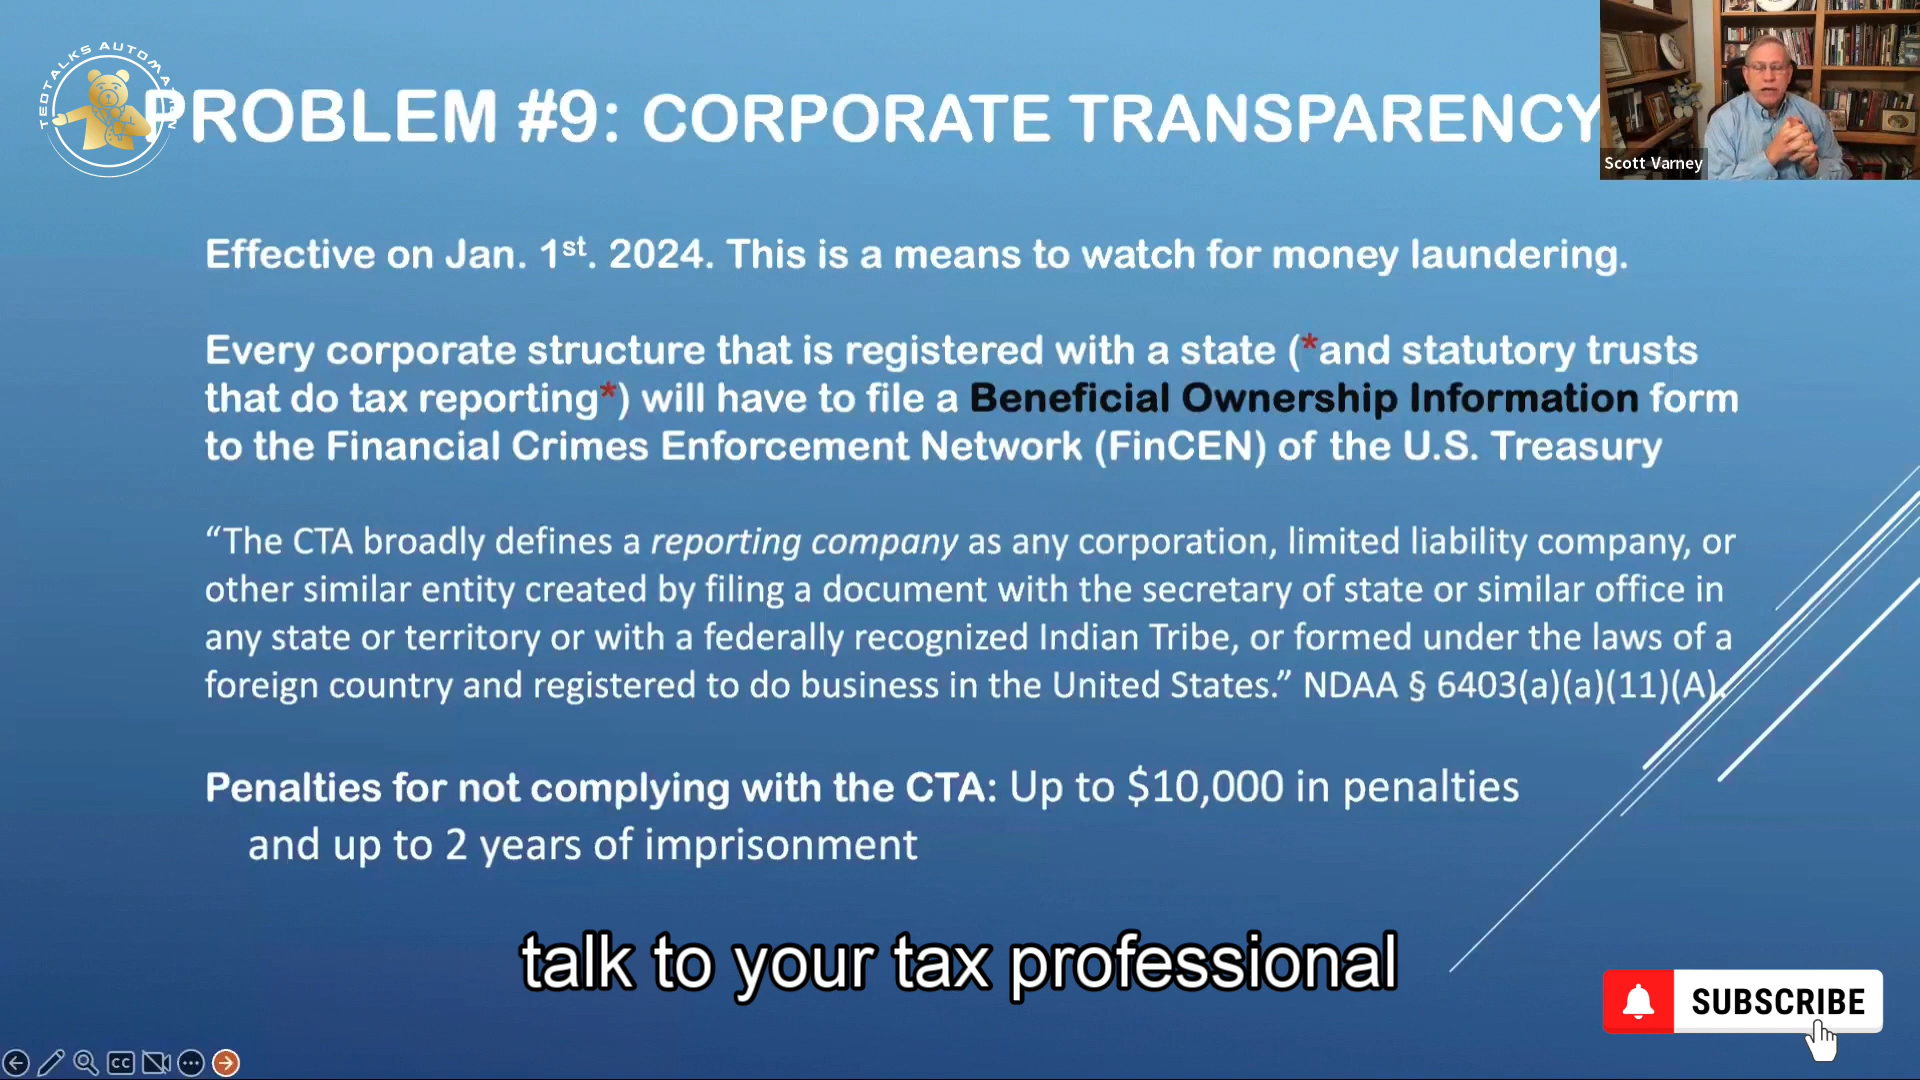 TEDTALKS AUTOMATION
PROBLEM #9: CORPORATE TRANSPARENCY
Scott Varney
Effective on Jan. 1st. 2024. This is a means to watch for money laundering.
Every corporate structure that is registered with a state (*and statutory trusts
that do tax reporting*) will have to file a Beneficial Ownership Information form
to the Financial Crimes Enforcement Network (FinCEN) of the U.S. Treasury
“The CTA broadly defines a reporting company as any corporation, limited liability company, or
other similar entity created by filing a document with the secretary of state or similar office in
any state or territory or with a federally recognized Indian Tribe, or formed under the laws of a
foreign country and registered to do business in the United States.” NDAA § 6403(a)(a)(11)(A).
Penalties for not complying with the CTA: Up to $10,000 in penalties
and up to 2 years of imprisonment
talk to your tax professional
SUBSCRIBE
CC